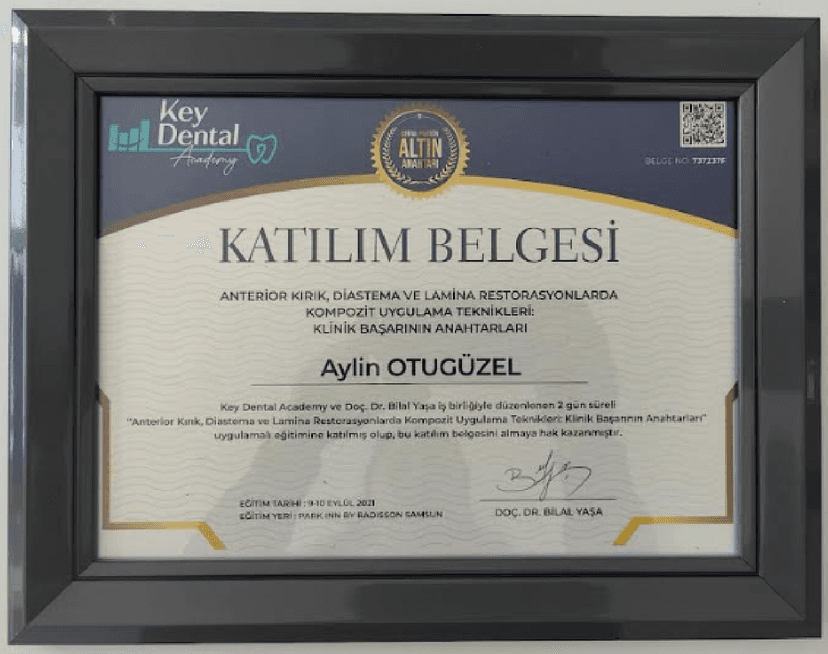 Key
Dental
Academy
ALTIN
ANAHTARI
BELGE NO: 737237F
KATILIM BELGESİ
ANTERİOR KIRIK, DİASTEMA VE LAMİNA RESTORASYONLARDA
KOMPOZİT UYGULAMA TEKNİKLERİ:
KLİNİK BAŞARININ ANAHTARLARI
Aylin OTUGÜZEL
Key Dental Academy ve Doç. Dr. Bilal Yaşa iş birliğiyle düzenlenen 2 gün süreli
"Anterior Kırık, Diastema ve Lamina Restorasyonlarda Kompozit Uygulama Teknikleri: Klinik Başarının Anahtarları"
uygulamalı eğitimine katılmış olup, bu katılım belgesini almaya hak kazanmıştır.
EĞİTİM TARİHİ : 9-10 EYLÜL 2021
EĞİTİM YERİ : PARK INN BY RADISSON SAMSUN
DOÇ. DR. BİLAL YAŞA